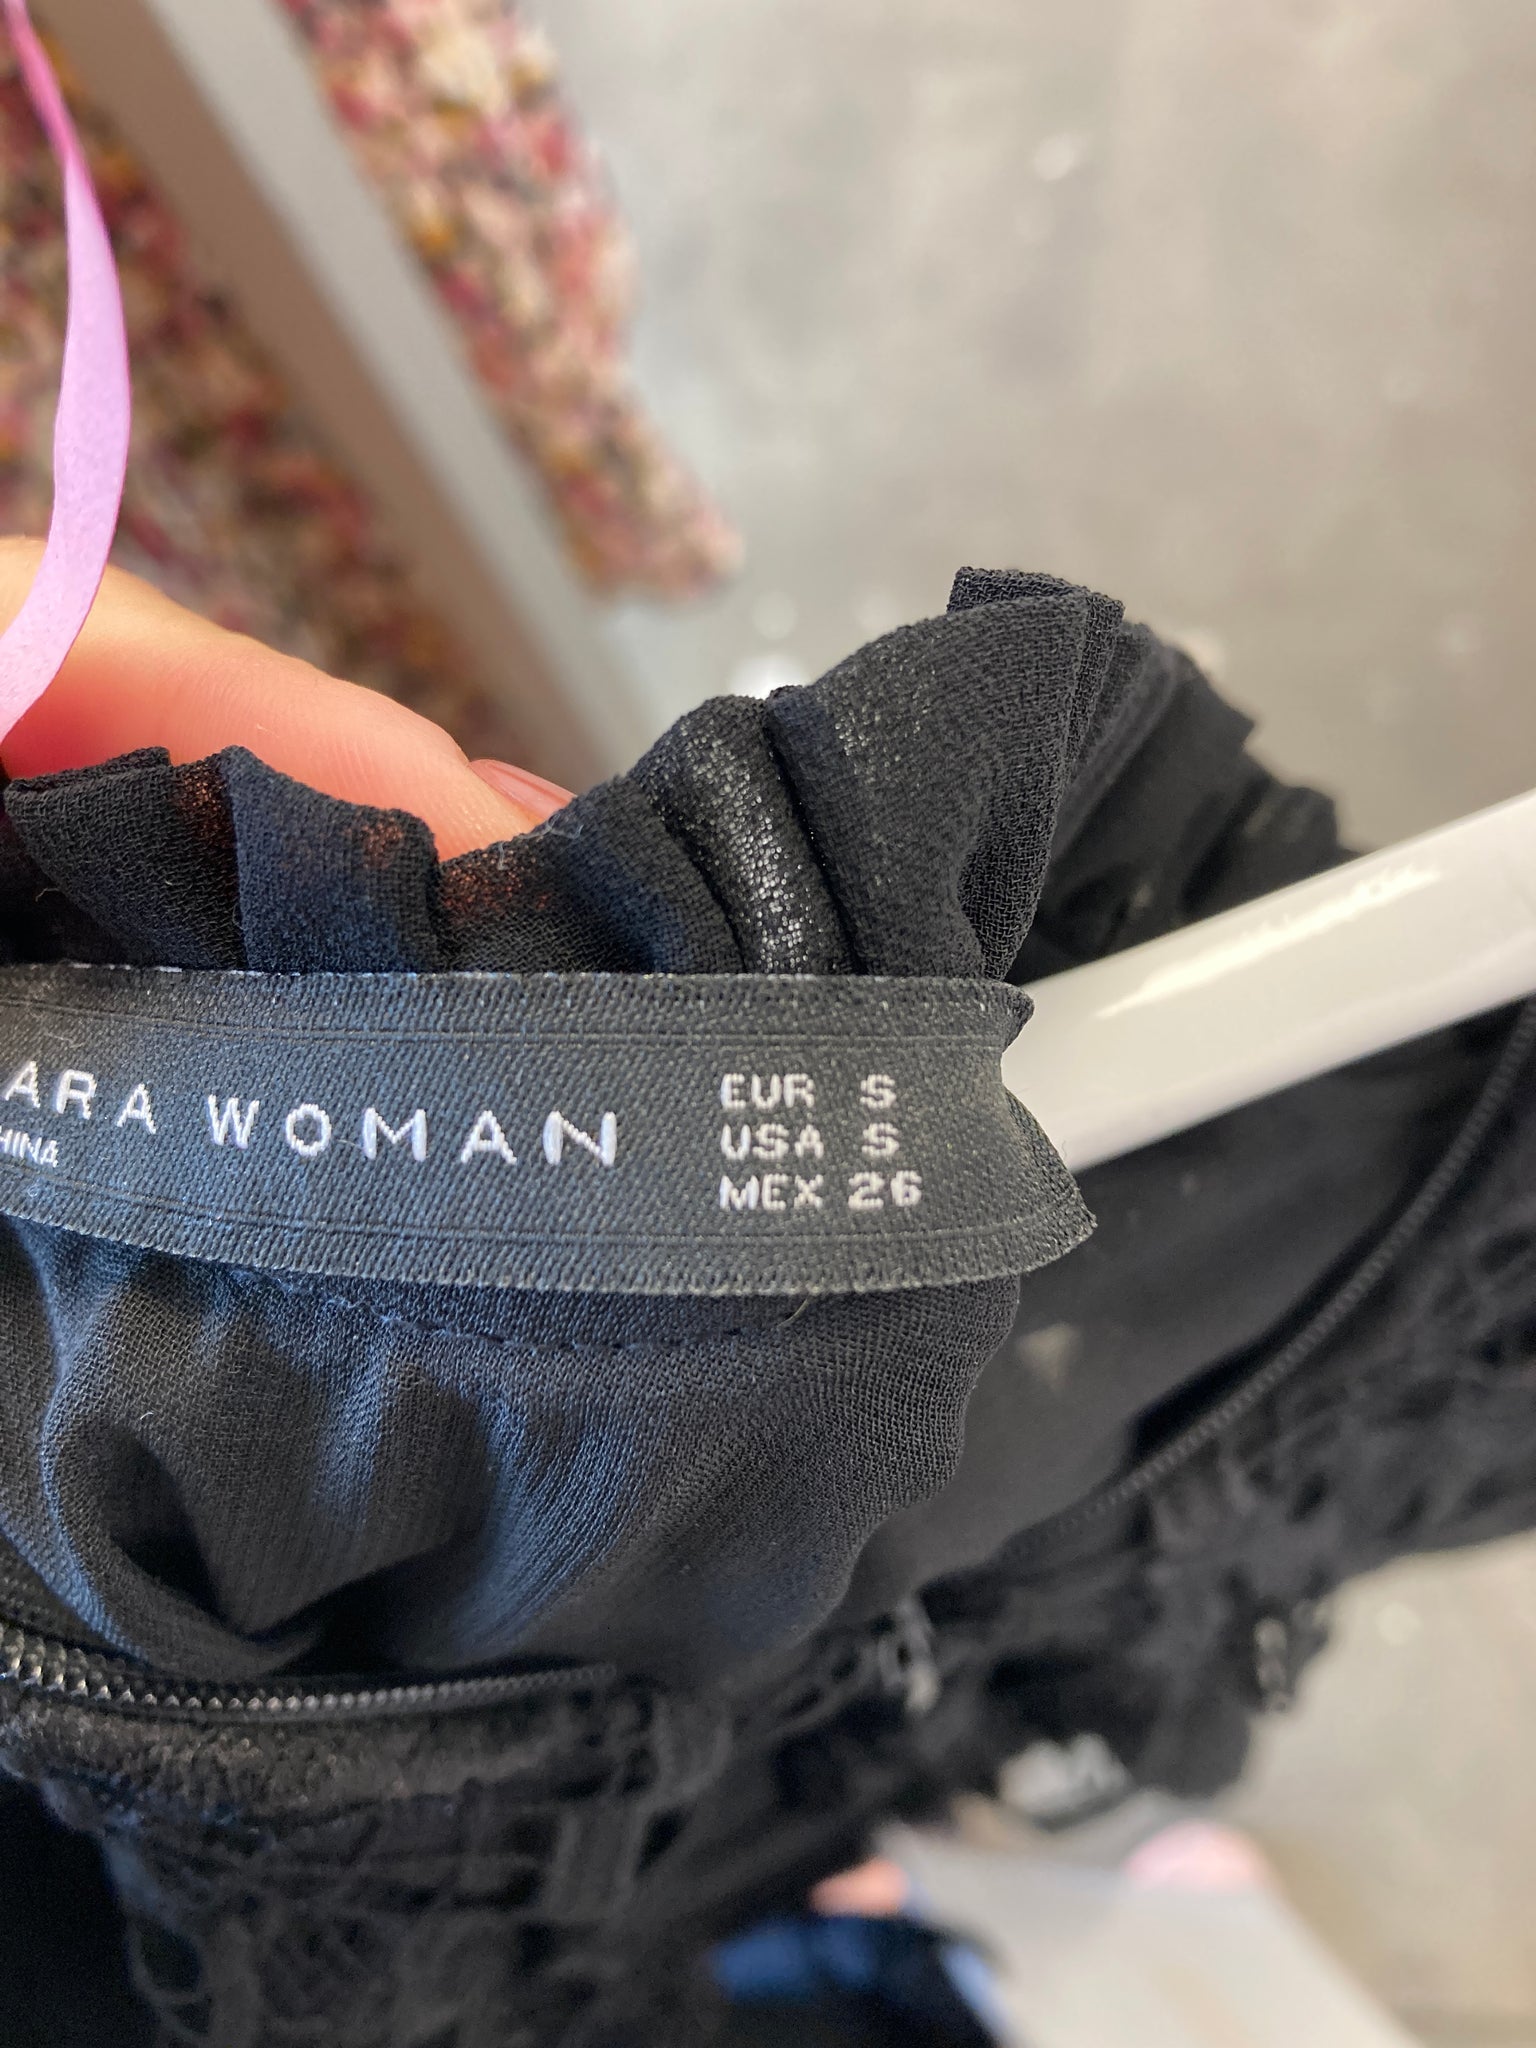 ARA WOMAN
HINA
EUR S
USA S
MEX 26